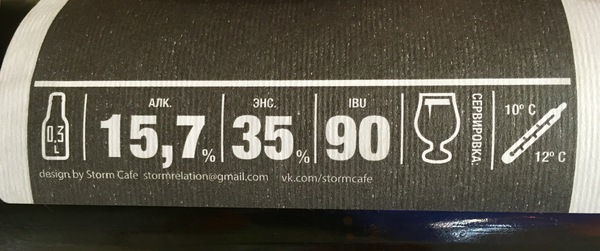 0.3 L
АЛК.
15,7%
ЭНС.
35%
IBU
90
СЕРВИРОВКА:
10° C
12° C
design by Storm Cafe stormrelation@gmail.com vk.com/stormcafe